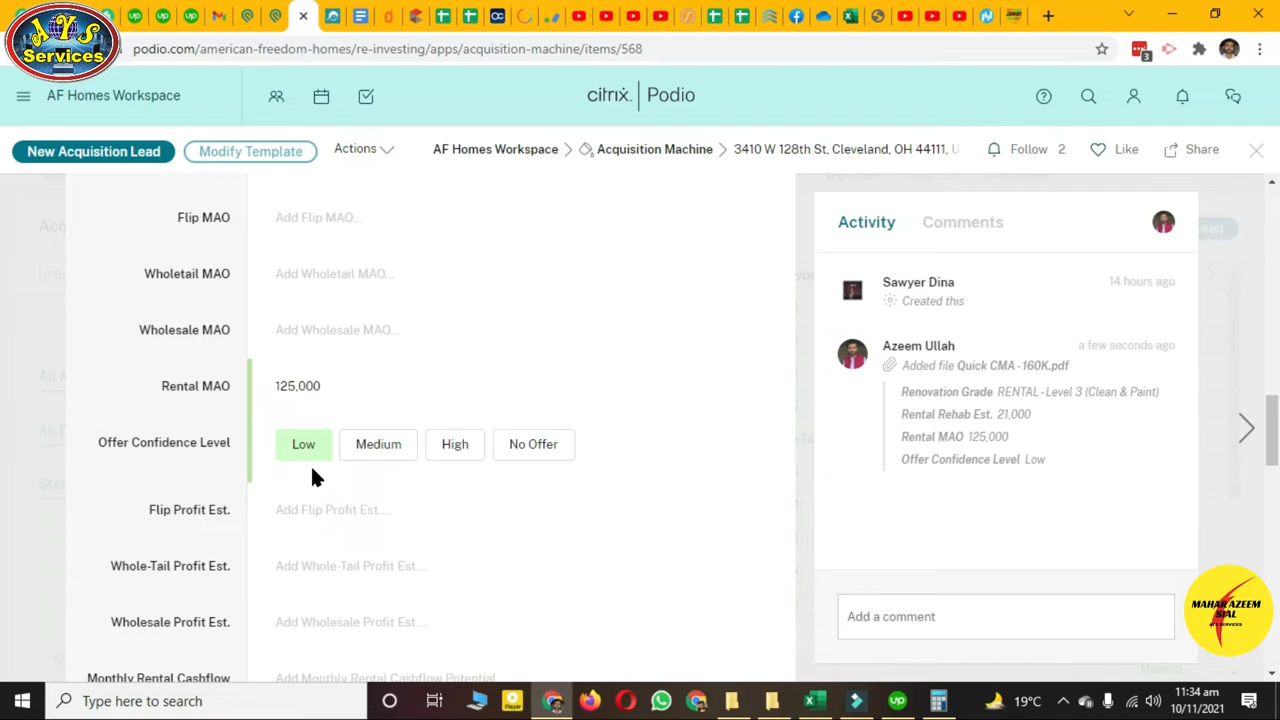 AYS
Services
podio.com/american-freedom-homes/re-investing/apps/acquisition-machine/items/568
3
AF Homes Workspace
citrix | Podio
New Acquisition Lead
Modify Template
Actions
AF Homes Workspace > Acquisition Machine > 3410 W 128th St, Cleveland, OH 44111, U
Follow 2
Like
Share
Flip MAO
Add Flip MAO...
Wholetail MAO
Add Wholetail MAO...
Wholesale MAO
Add Wholesale MAO...
Rental MAO
125,000
Offer Confidence Level
Low
Medium
High
No Offer
Flip Profit Est.
Add Flip Profit Est....
Whole-Tail Profit Est.
Add Whole-Tail Profit Est....
Wholesale Profit Est.
Add Wholesale Profit Est....
Monthly Rental Cashflow
Add Monthly Rental Cashflow Potential
Activity
Comments
Sawyer Dina
14 hours ago
Created this
Azeem Ullah
a few seconds ago
Added file Quick CMA - 160K.pdf
Renovation Grade RENTAL - Level 3 (Clean & Paint)
Rental Rehab Est. 21,000
Rental MAO 125,000
Offer Confidence Level Low
Add a comment
MAHAR AZEEM
SIAL
AYS SERVICES
Medium
Type here to search
Player
19°C
11:34 am
10/11/2021